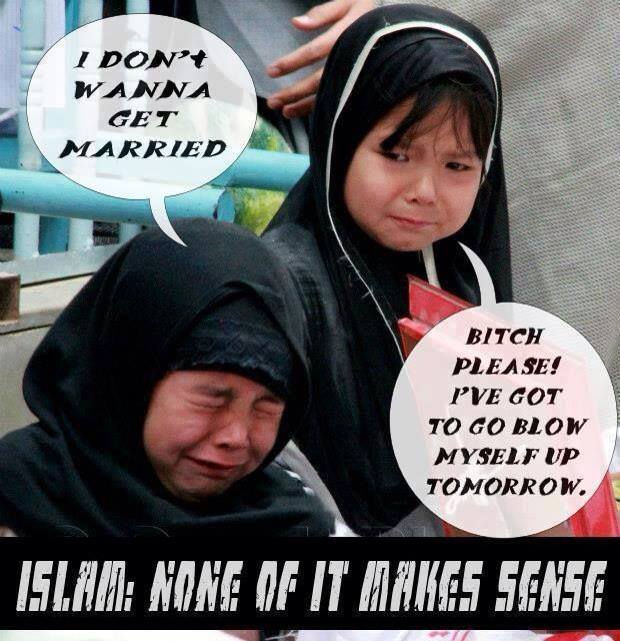 I DON't
WANNA
GET
MARRIED
BITCH
PLEASE!
I'VE GOT
TO GO BLOW
MYSELF UP
TOMORROW.
ISLAM: NONE OF IT MAKES SENSE